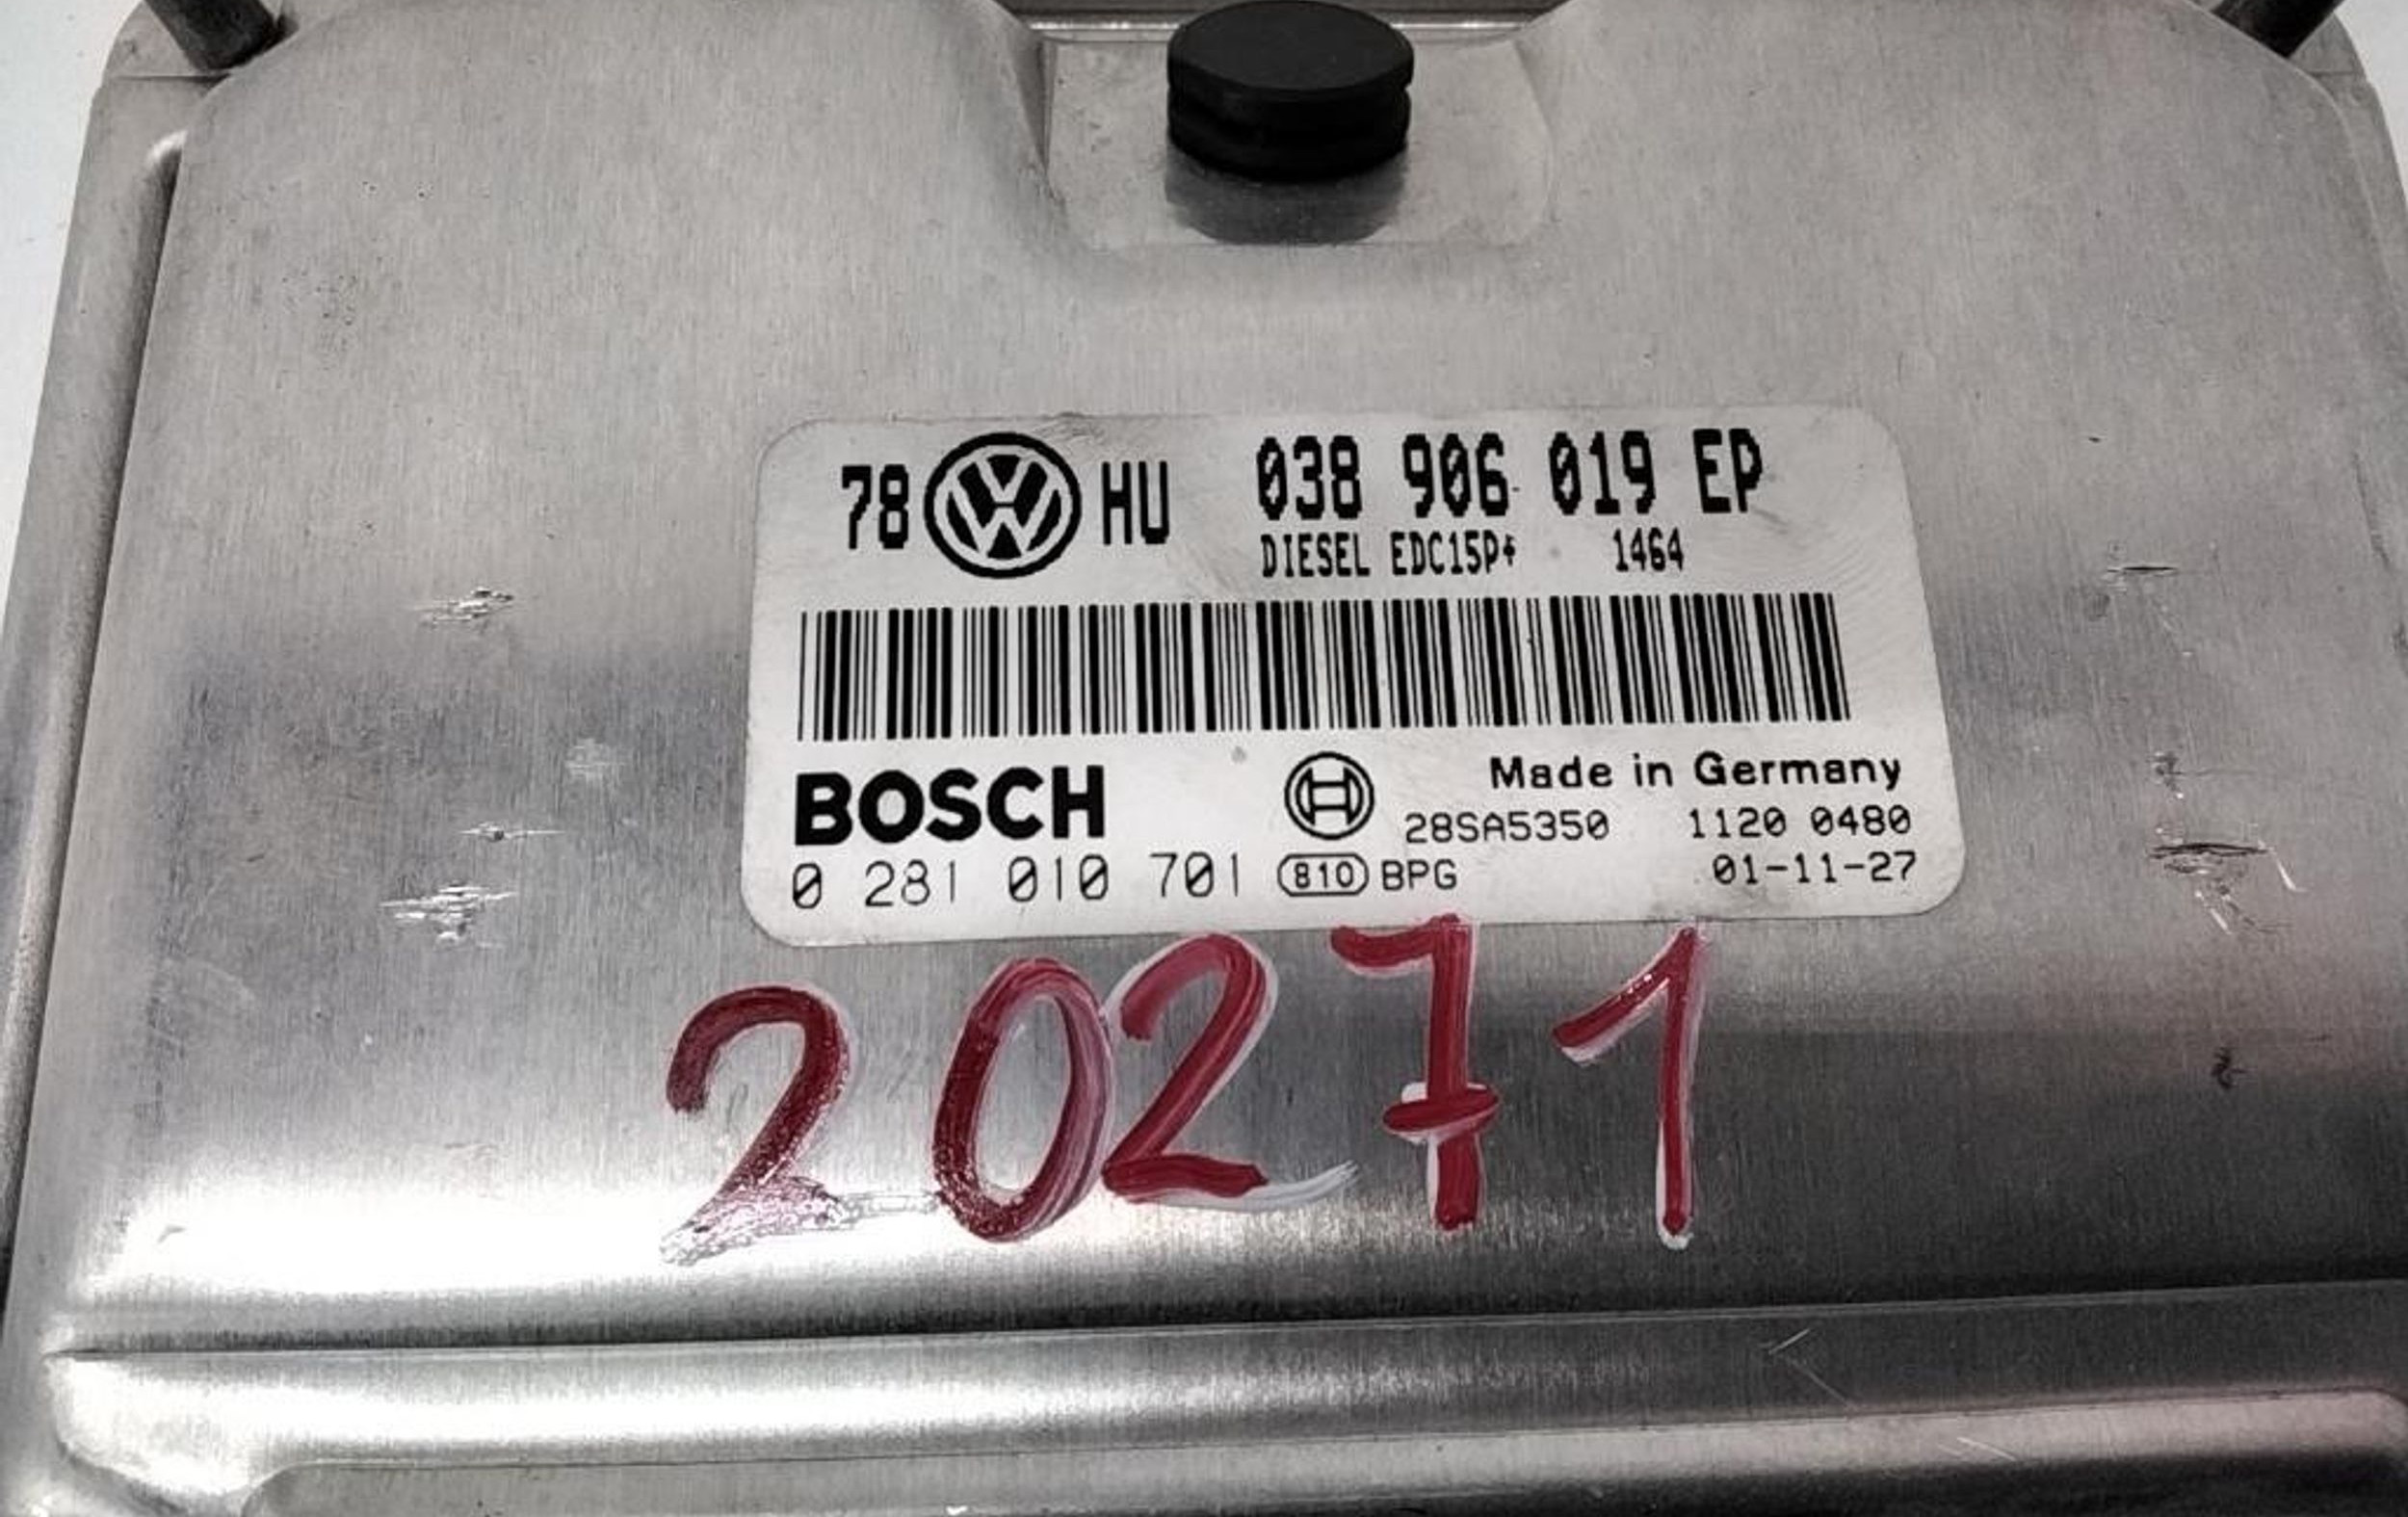 78 VW HU 038 906 019 EP
DIESEL EDC15P+ 1464
BOSCH Made in Germany
28SA5350 1120 0480
0 281 010 701 810 BPG 01-11-27
20271